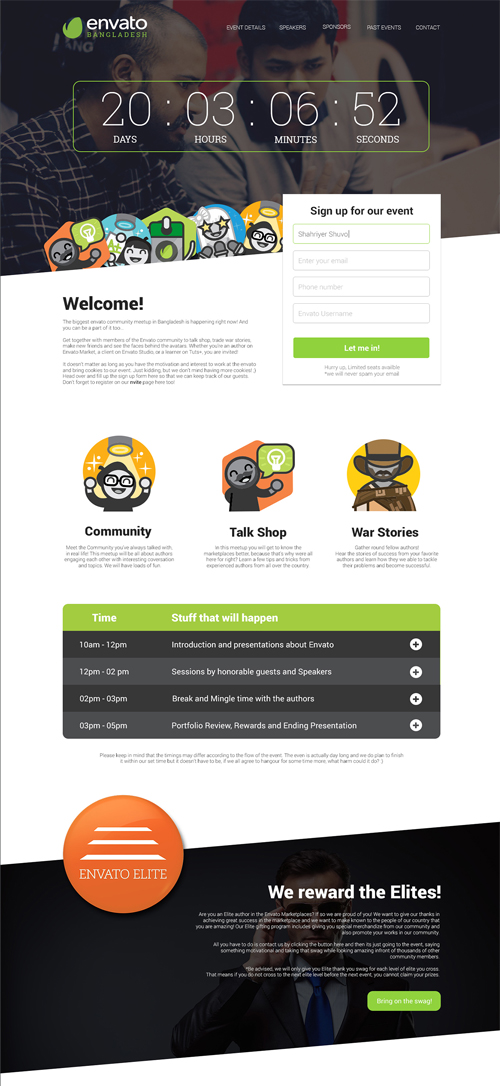 envato
BANGLADESH
EVENT DETAILS
SPEAKERS
SPONSORS
PAST EVENTS
CONTACT
20 : 03 : 06 : 52
DAYS
HOURS
MINUTES
SECONDS
Sign up for our event
Shahriyer Shuvo
Enter your email
Phone number
Envato Username
Let me in!
Hurry up, Limited seats availble
*we will never spam your email
Welcome!
The biggest envato community meetup in Bangladesh is happening right now! And
you can be a part of it too.
Get together with members of the Envato community to talk shop, trade war stories,
make new friends and see the faces behind the avatars. Whether you're an author on
Envato Market, a client on Envato Studio, or a learner on Tuts+, you are invited!
It doesn't matter as long as you have the motivation and interest to work at the envato
and bring cookies to our event. Just kidding, but we don't mind having more cookies! ;)
Head over and fill up the sign up form here so that we can keep track of our guests.
Don't forget to register on our nvite page here too!
Community
Meet the Community you've always talked with,
in real life! This meetup will be all about authors
engaging each other with interesting coversation
and topics. We will have loads of fun.
Talk Shop
In this meetup you will get to know the
marketplaces better, because that's why were all
here for right? Learn a few tips and tricks from
experienced authors from all over the country.
War Stories
Gather round fellow authors!
Hear the stories of success from your favorite
authors and learn how they are able to tackle
their problems and become successful.
Time
Stuff that will happen
10am - 12pm
Introduction and presentations about Envato
12pm - 02 pm
Sessions by honorable guests and Speakers
02pm - 03pm
Break and Mingle time with the authors
03pm - 05pm
Portfolio Review, Rewards and Ending Presentation
Please keep in mind that the timings may differ according to the flow of the event. The even is actually day long and we do plan to finish
it within our set time but it doesn't have to be, if we all agree to hangour for some time more, what harm could it do? :)
ENVATO ELITE
We reward the Elites!
Are you an Elite author in the Envato Marketplaces? If so we are proud of you! We want to give our thanks in
achieving great success in the marketplace and we want to make known to the people of our country that
you are amazing! Our Elite gifting program includes giving you special merchandize from our community and
also promote your works in our community.
All you have to do is contact us by clicking the button here and then its just going to the event, saying
something motivational and taking that swag while looking amazing infront of thousands of other
community members.
*Be advised, we will only give you Elite thank you swag for each level of elite you cross.
That means if you do not cross to the next elite level before the next event, you cannot claim your prizes.
Bring on the swag!